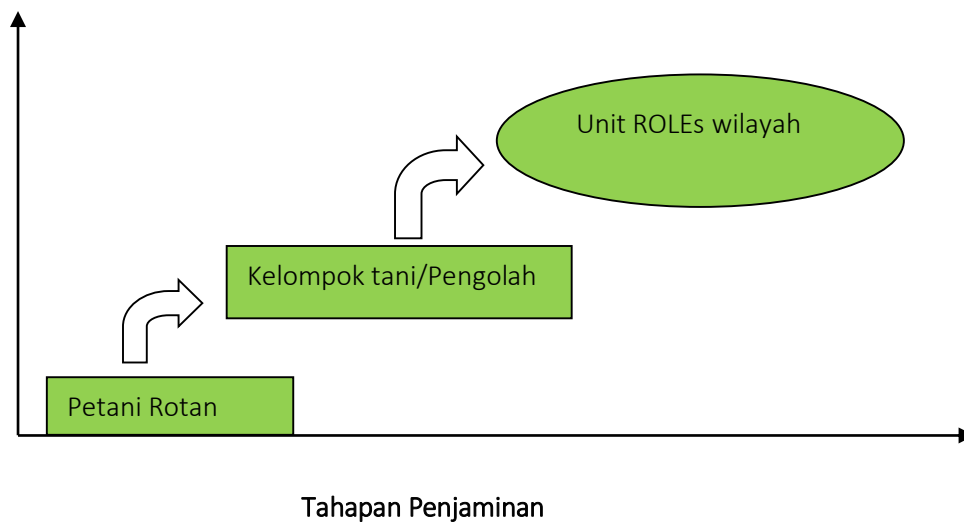 Unit ROLEs wilayah
Kelompok tani/Pengolah
Petani Rotan
Tahapan Penjaminan